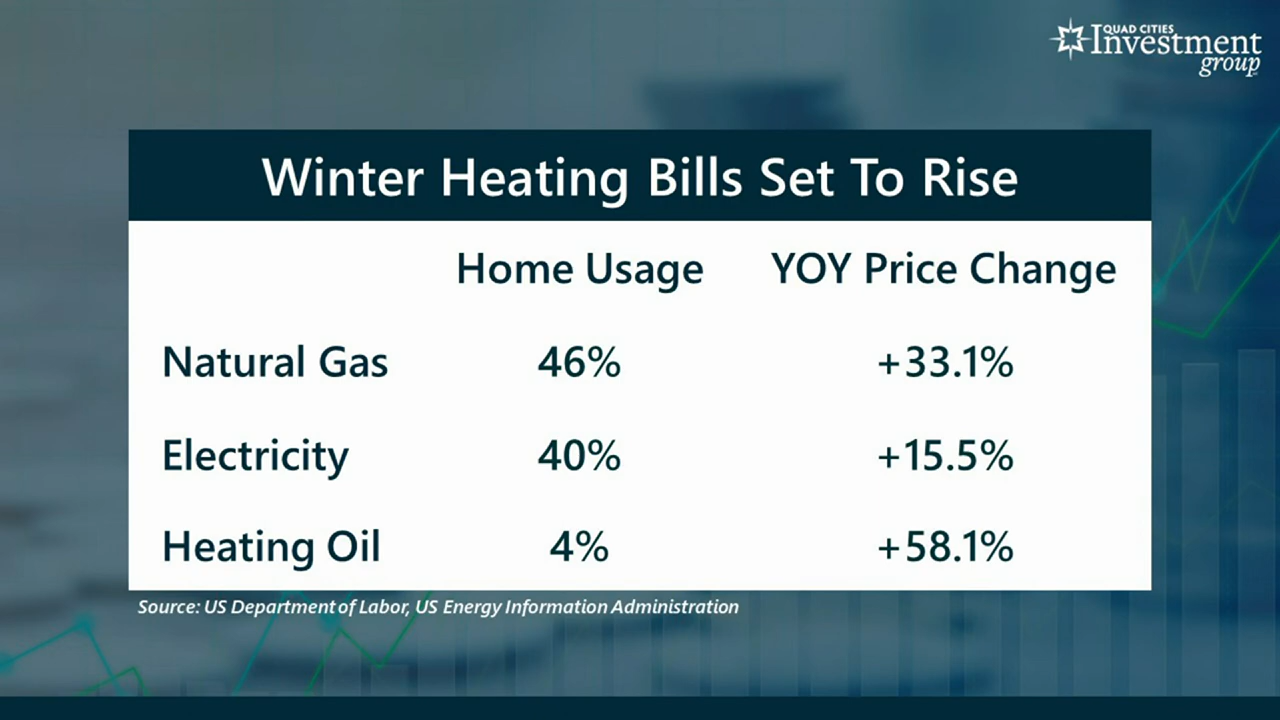 QUAD CITIES
Investment
group
Winter Heating Bills Set To Rise
Home Usage YOY Price Change
Natural Gas 46% +33.1%
Electricity 40% +15.5%
Heating Oil 4% +58.1%
Source: US Department of Labor, US Energy Information Administration